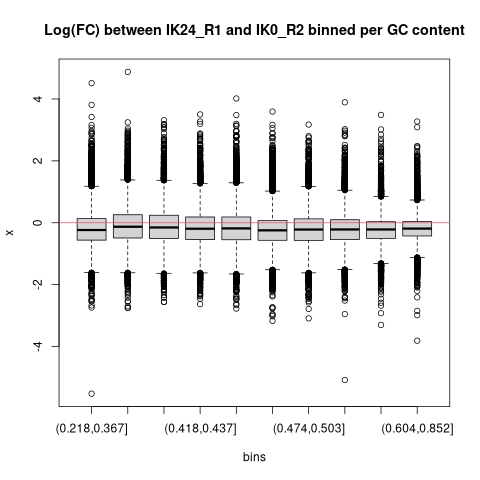 Log(FC) between IK24_R1 and IK0_R2 binned per GC content
4
2
0
-2
-4
x
(0.218,0.367] (0.418,0.437] (0.474,0.503] (0.604,0.852]
bins